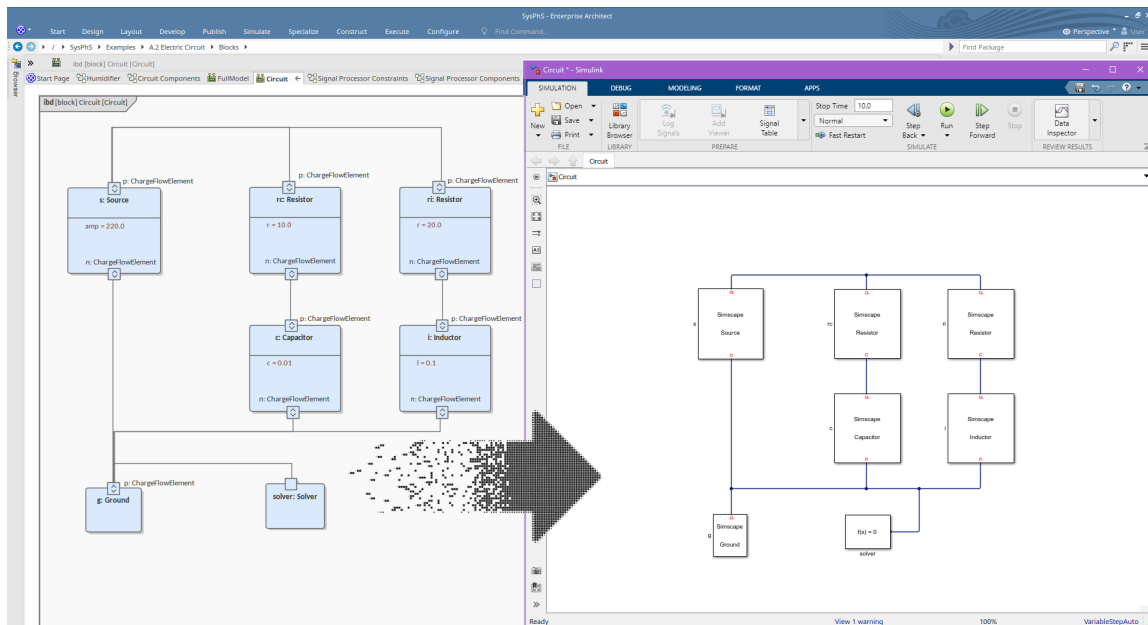 SysPhS - Enterprise Architect
Start Design Layout Develop Publish Simulate Specialize Construct Execute Configure Find Command...
Perspective User
/ SysPhS Examples A.2 Electric Circuit Blocks
Find Package
ibd [block] Circuit [Circuit]
Start Page Humidifier Circuit Components FullModel Circuit Signal Processor Constraints Signal Processor Components
Browser
ibd [block] Circuit [Circuit]
p: ChargeFlowElement p: ChargeFlowElement p: ChargeFlowElement
s: Source rc: Resistor ri: Resistor
amp = 220.0 r = 10.0 r = 20.0
n: ChargeFlowElement n: ChargeFlowElement n: ChargeFlowElement
p: ChargeFlowElement p: ChargeFlowElement
c: Capacitor i: Inductor
c = 0.01 l = 0.1
n: ChargeFlowElement n: ChargeFlowElement
p: ChargeFlowElement
g: Ground solver: Solver
Circuit * - Simulink
SIMULATION DEBUG MODELING FORMAT APPS
New Open Save Print
FILE
Library Browser
LIBRARY
Log Signals Add Viewer Signal Table
PREPARE
Stop Time 10.0
Normal
Fast Restart
Step Back Run Step Forward Stop
SIMULATE
Data Inspector
REVIEW RESULTS
Circuit
Circuit
s Simscape Source
rc Simscape Resistor
ri Simscape Resistor
c Simscape Capacitor
i Simscape Inductor
g Simscape Ground
f(x) = 0
solver
Ready View 1 warning 100% VariableStepAuto